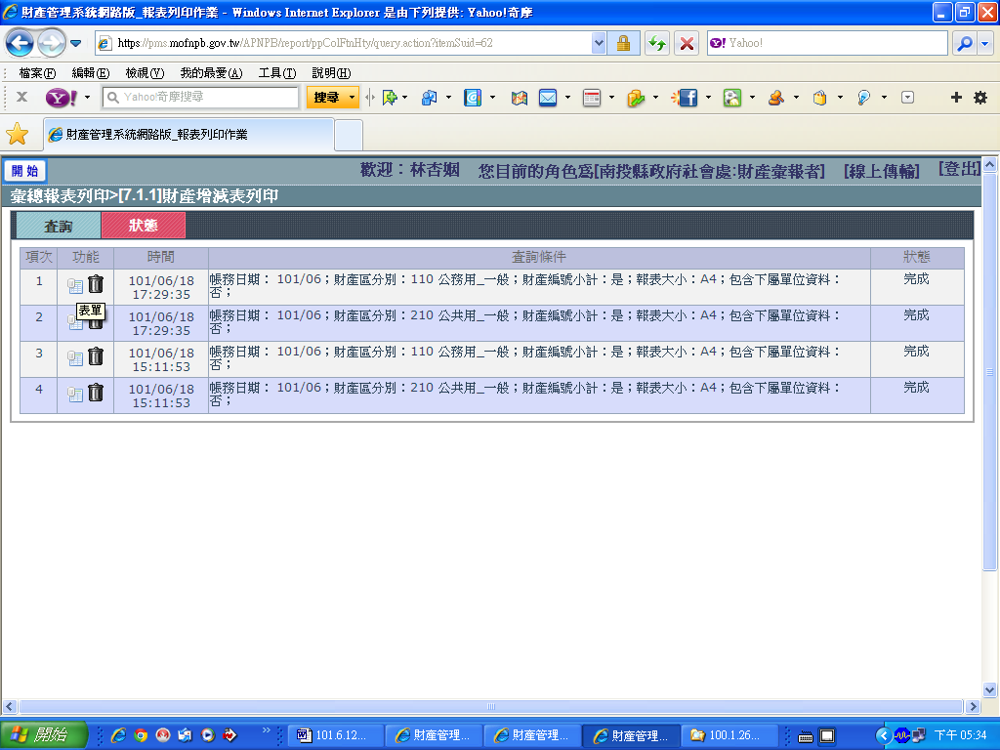 財產管理系統網路版_報表列印作業 - Windows Internet Explorer 是由下列提供: Yahoo!奇摩
https://pms.mofnpb.gov.tw/APNPB/report/ppColFtnHty/query.action?itemSuid=62
Y! Yahoo!
檔案(F) 編輯(E) 檢視(V) 我的最愛(A) 工具(T) 說明(H)
X Y! Yahoo!奇摩搜尋 搜尋
財產管理系統網路版_報表列印作業
開始 歡迎：林杏姻 您目前的角色為[南投縣政府社會處:財產彙報者] [線上傳輸] [登出]
彙總報表列印>[7.1.1]財產增減表列印
查詢 狀態
項次 功能 時間 查詢條件 狀態
1 101/06/18 17:29:35 帳務日期： 101/06；財產區分別：110 公務用_一般；財產編號小計：是；報表大小：A4；包含下屬單位資料： 完成
否；
表單
2 101/06/18 17:29:35 帳務日期： 101/06；財產區分別：210 公共用_一般；財產編號小計：是；報表大小：A4；包含下屬單位資料： 完成
否；
3 101/06/18 15:11:53 帳務日期： 101/06；財產區分別：110 公務用_一般；財產編號小計：是；報表大小：A4；包含下屬單位資料： 完成
否；
4 101/06/18 15:11:53 帳務日期： 101/06；財產區分別：210 公共用_一般；財產編號小計：是；報表大小：A4；包含下屬單位資料： 完成
否；
開始 101.6.12... 財產管理... 財產管理... 財產管理... 100.1.26... 下午 05:34